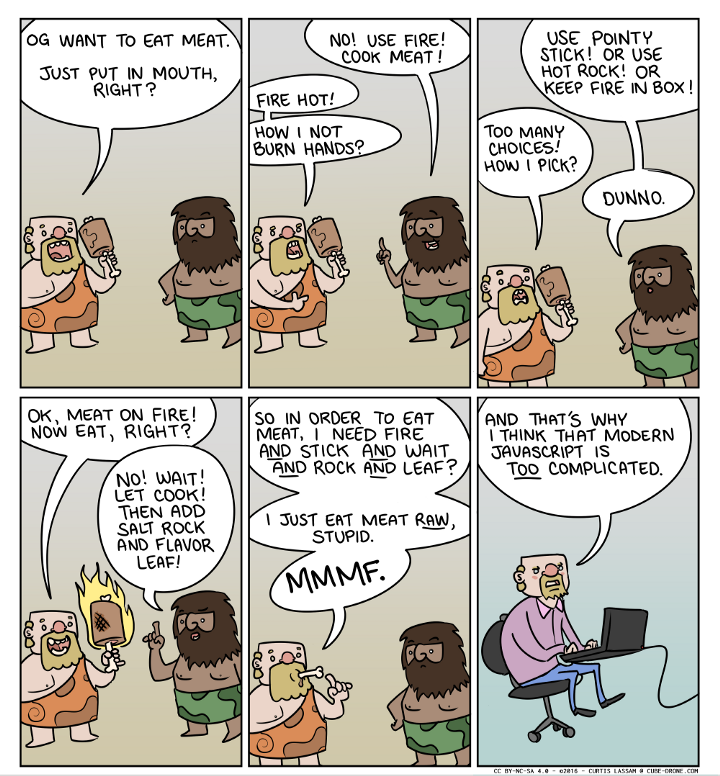 OG WANT TO EAT MEAT.
JUST PUT IN MOUTH,
RIGHT?
NO! USE FIRE!
COOK MEAT!
FIRE HOT!
HOW I NOT
BURN HANDS?
USE POINTY
STICK! OR USE
HOT ROCK! OR
KEEP FIRE IN BOX!
TOO MANY
CHOICES!
HOW I PICK?
DUNNO.
OK, MEAT ON FIRE!
NOW EAT, RIGHT?
NO! WAIT!
LET COOK!
THEN ADD
SALT ROCK
AND FLAVOR
LEAF!
SO IN ORDER TO EAT
MEAT, I NEED FIRE
AND STICK AND WAIT
AND ROCK AND LEAF?
I JUST EAT MEAT RAW,
STUPID.
MMMF.
AND THAT'S WHY
I THINK THAT MODERN
JAVASCRIPT IS
TOO COMPLICATED.
CC BY-NC-SA 4.0 - ©2016 - CURTIS LASSAM @ CUBE-DRONE.COM